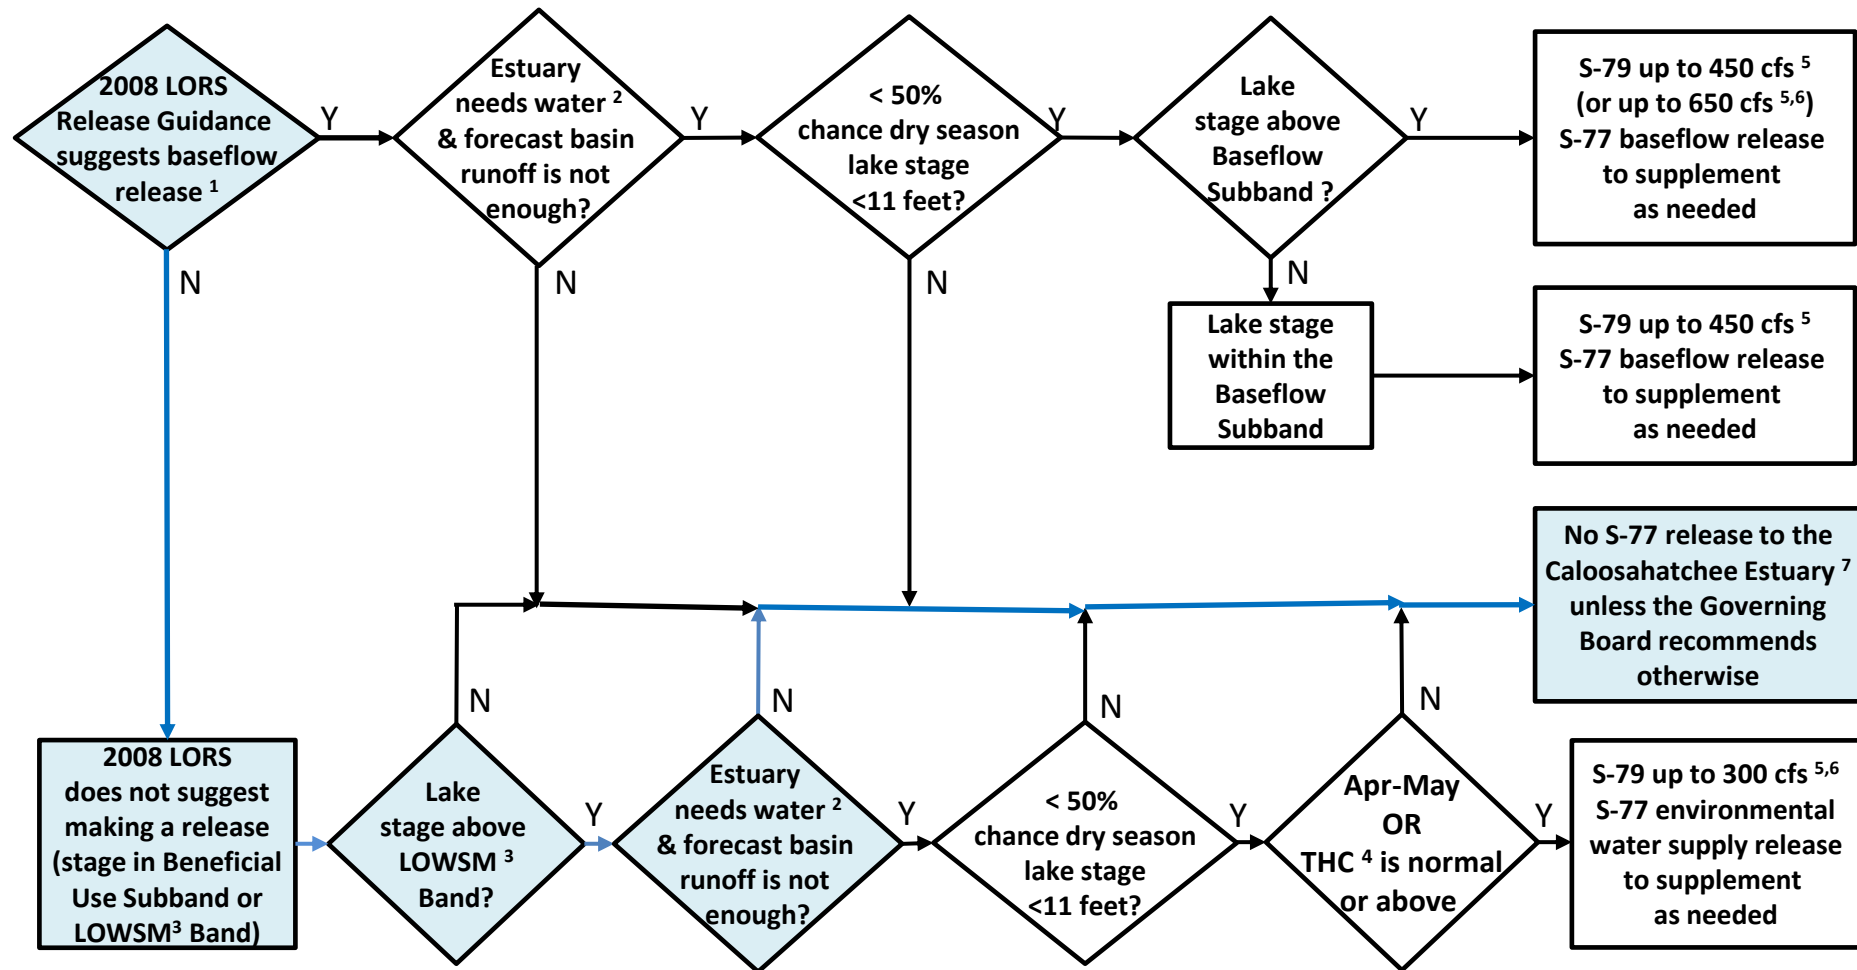 2008 LORS
Release Guidance
suggests baseflow
release 1
Y
N
Estuary
needs water 2
& forecast basin
runoff is not
enough?
Y
N
< 50%
chance dry season
lake stage
<11 feet?
Y
N
Lake
stage above
Baseflow
Subband ?
Y
N
S-79 up to 450 cfs 5
(or up to 650 cfs 5,6)
S-77 baseflow release
to supplement
as needed
Lake stage
within the
Baseflow
Subband
S-79 up to 450 cfs 5
S-77 baseflow release
to supplement
as needed
No S-77 release to the
Caloosahatchee Estuary 7
unless the Governing
Board recommends
otherwise
2008 LORS
does not suggest
making a release
(stage in Beneficial
Use Subband or
LOWSM3 Band)
N
Lake
stage above
LOWSM 3
Band?
Y
N
Estuary
needs water 2
& forecast basin
runoff is not
enough?
Y
N
< 50%
chance dry season
lake stage
<11 feet?
Y
N
Apr-May
OR
THC 4 is normal
or above
Y
S-79 up to 300 cfs 5,6
S-77 environmental
water supply release
to supplement
as needed